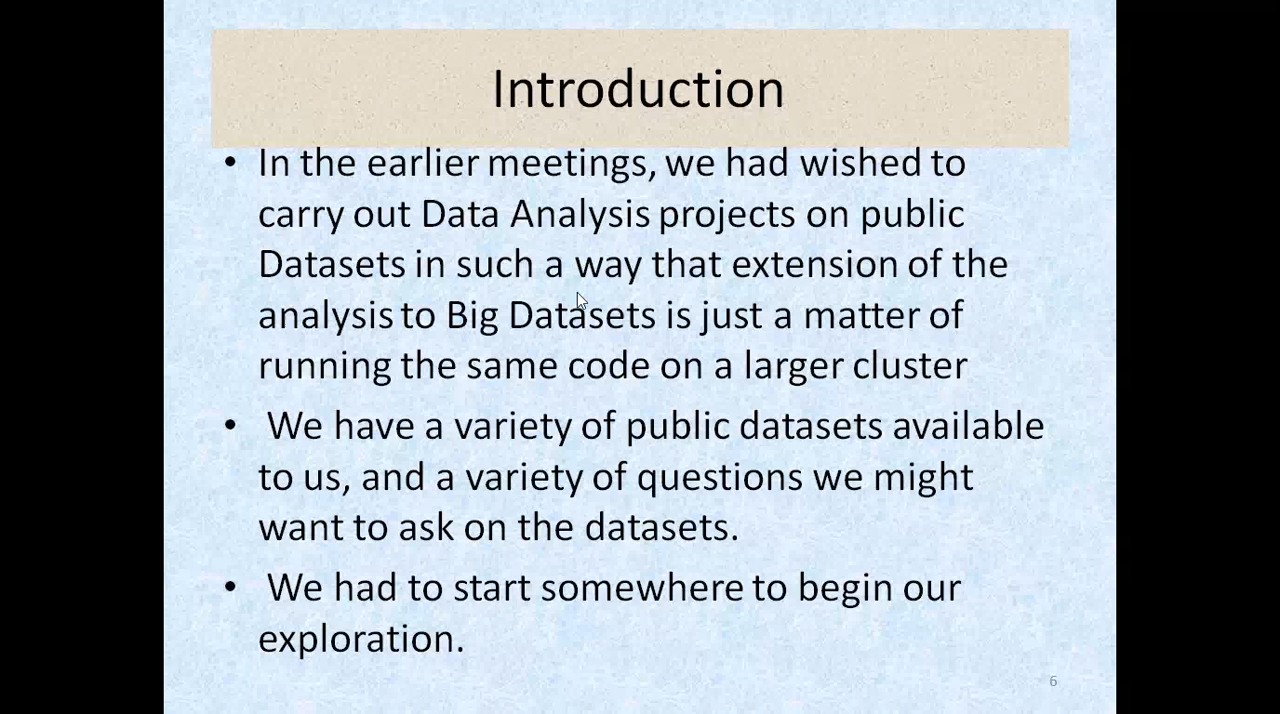 Introduction
• In the earlier meetings, we had wished to
carry out Data Analysis projects on public
Datasets in such a way that extension of the
analysis to Big Datasets is just a matter of
running the same code on a larger cluster
• We have a variety of public datasets available
to us, and a variety of questions we might
want to ask on the datasets.
• We had to start somewhere to begin our
exploration.
6